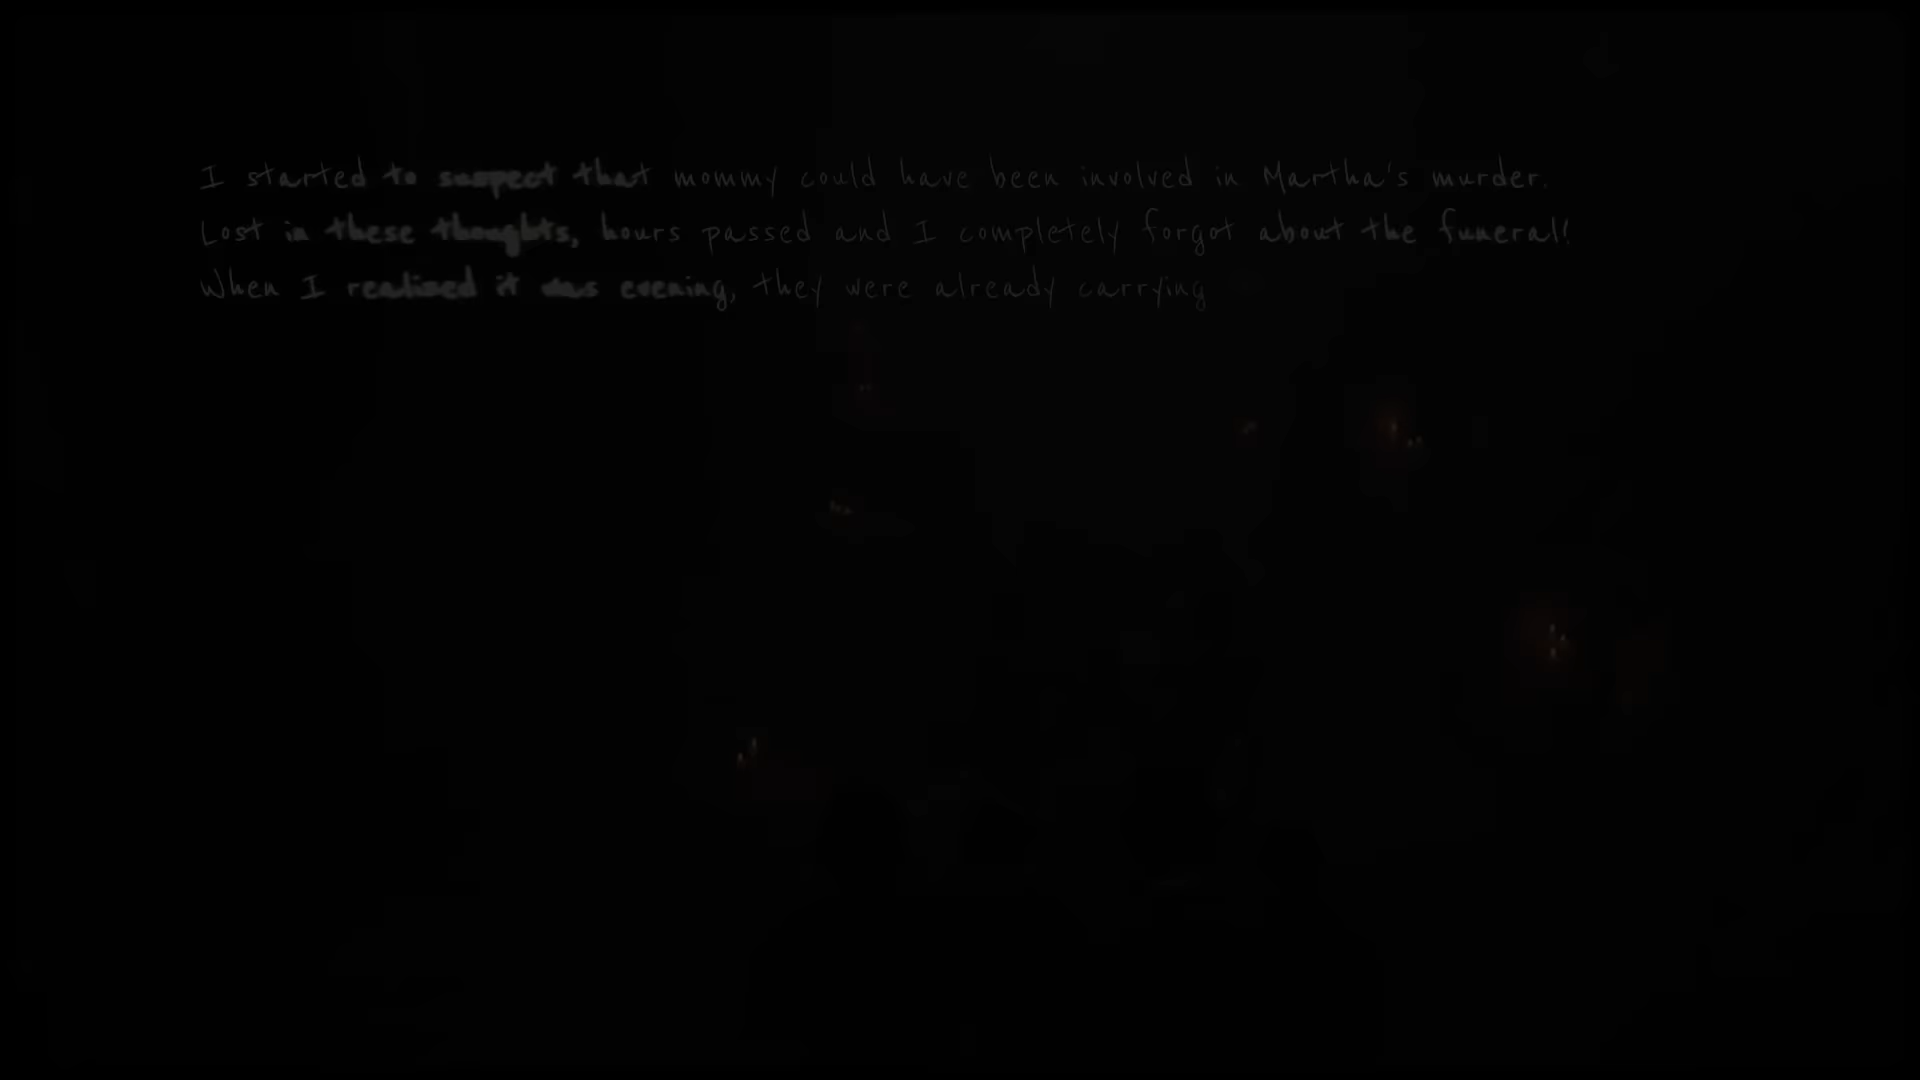 I started to suspect that mommy could have been involved in Martha's murder.
Lost in these thoughts, hours passed and I completely forgot about the funeral!
When I realized it was evening, they were already carrying